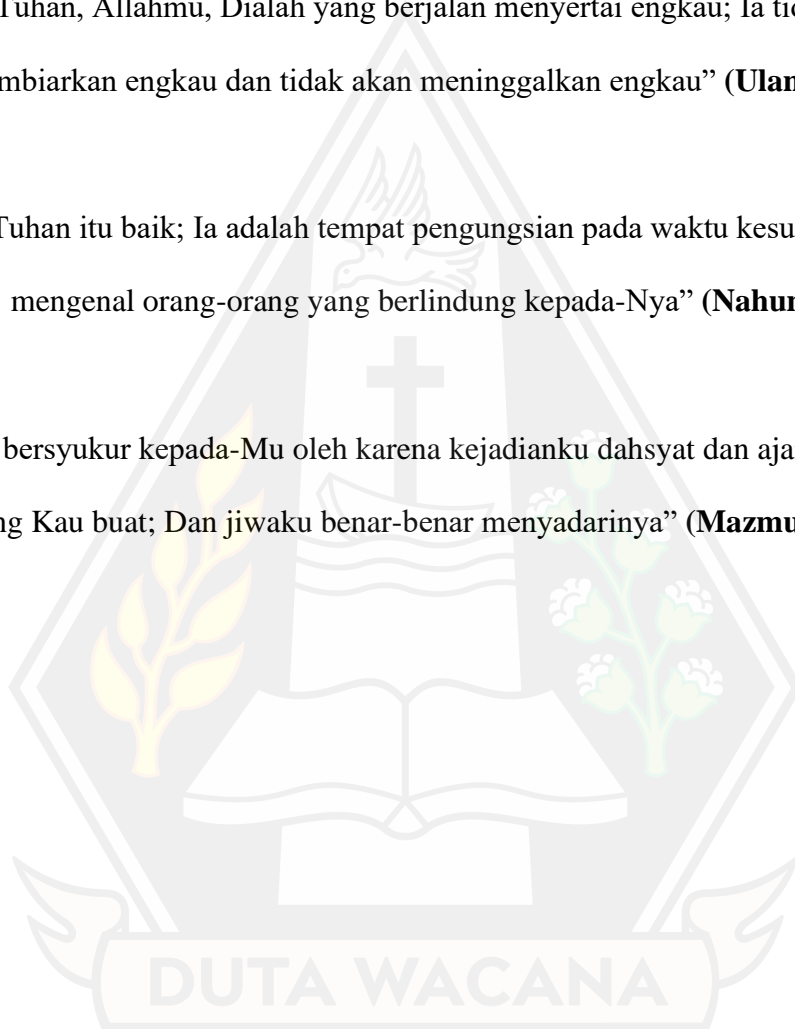 Tuhan, Allahmu, Dialah yang berjalan menyertai engkau; Ia
mbiarkan engkau dan tidak akan meninggalkan engkau” (Ulan
Tuhan itu baik; Ia adalah tempat pengungsian pada waktu kesu
mengenal orang-orang yang berlindung kepada-Nya” (Nahum
bersyukur kepada-Mu oleh karena kejadianku dahsyat dan aja
ng Kau buat; Dan jiwaku benar-benar menyadarinya” (Mazmu
DUTA WACANA